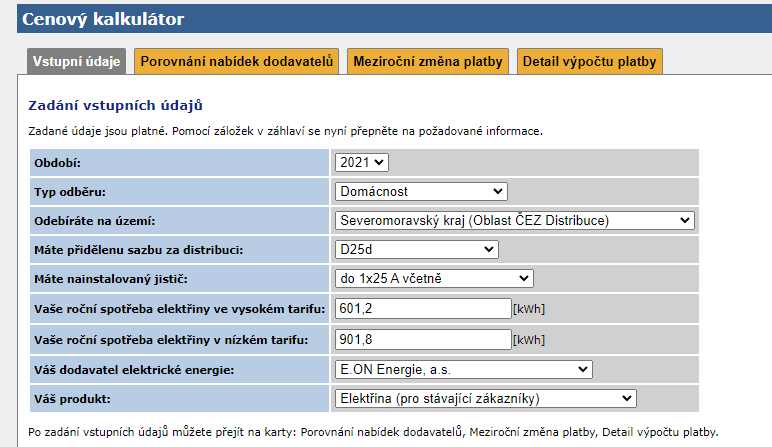 Cenový kalkulátor
Vstupní údaje Porovnání nabídek dodavatelů Meziroční změna platby Detail výpočtu platby
Zadání vstupních údajů
Zadané údaje jsou platné. Pomocí záložek v záhlaví se nyní přepněte na požadované informace.
Období: 2021
Typ odběru: Domácnost
Odebíráte na území: Severomoravský kraj (Oblast ČEZ Distribuce)
Máte přidělenu sazbu za distribuci: D25d
Máte nainstalovaný jistič: do 1x25 A včetně
Vaše roční spotřeba elektřiny ve vysokém tarifu: 601,2 [kWh]
Vaše roční spotřeba elektřiny v nízkém tarifu: 901,8 [kWh]
Váš dodavatel elektrické energie: E.ON Energie, a.s.
Váš produkt: Elektřina (pro stávající zákazníky)
Po zadání vstupních údajů můžete přejít na karty: Porovnání nabídek dodavatelů, Meziroční změna platby, Detail výpočtu platby.